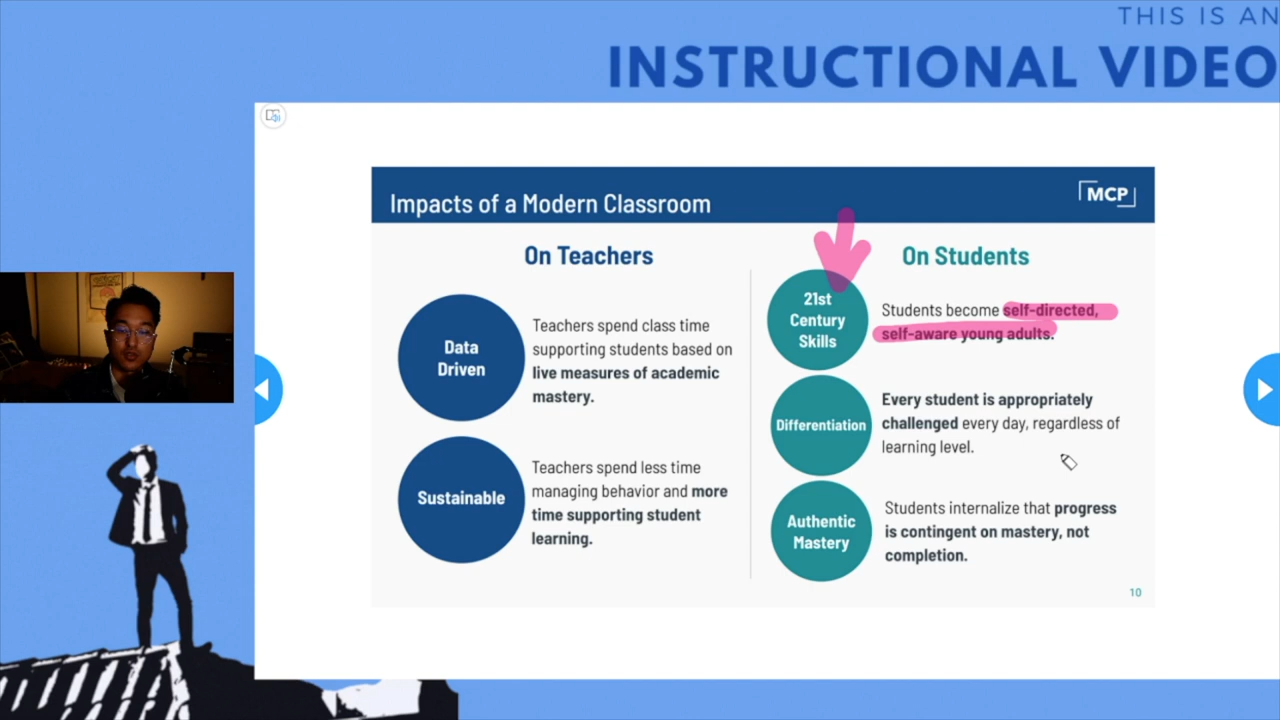 THIS IS AN
INSTRUCTIONAL VIDEO
Impacts of a Modern Classroom
MCP
On Teachers
Data
Driven
Teachers spend class time
supporting students based on
live measures of academic
mastery.
Sustainable
Teachers spend less time
managing behavior and more
time supporting student
learning.
On Students
21st
Century
Skills
Students become self-directed,
self-aware young adults.
Differentiation
Every student is appropriately
challenged every day, regardless of
learning level.
Authentic
Mastery
Students internalize that progress
is contingent on mastery, not
completion.
10